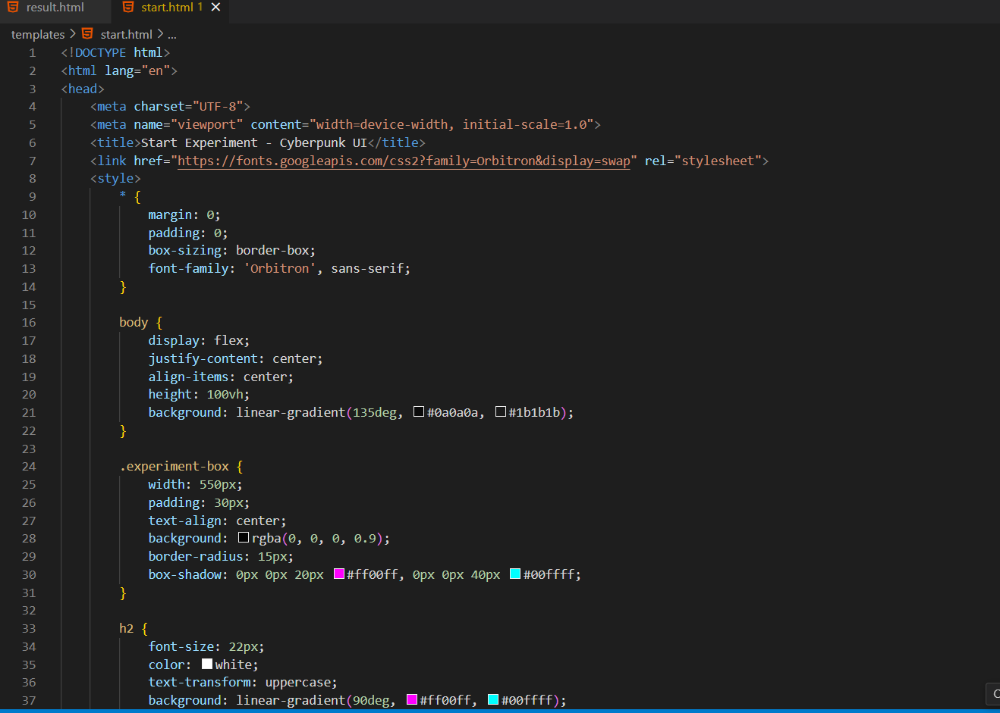 result.html
start.html 1
templates > start.html > ...
1 <!DOCTYPE html>
2 <html lang="en">
3 <head>
4 <meta charset="UTF-8">
5 <meta name="viewport" content="width=device-width, initial-scale=1.0">
6 <title>Start Experiment - Cyberpunk UI</title>
7 <link href="https://fonts.googleapis.com/css2?family=Orbitron&display=swap" rel="stylesheet">
8 <style>
9 * {
10 margin: 0;
11 padding: 0;
12 box-sizing: border-box;
13 font-family: 'Orbitron', sans-serif;
14 }
15
16 body {
17 display: flex;
18 justify-content: center;
19 align-items: center;
20 height: 100vh;
21 background: linear-gradient(135deg, #0a0a0a, #1b1b1b);
22 }
23
24 .experiment-box {
25 width: 550px;
26 padding: 30px;
27 text-align: center;
28 background: rgba(0, 0, 0, 0.9);
29 border-radius: 15px;
30 box-shadow: 0px 0px 20px #ff00ff, 0px 0px 40px #00ffff;
31 }
32
33 h2 {
34 font-size: 22px;
35 color: white;
36 text-transform: uppercase;
37 background: linear-gradient(90deg, #ff00ff, #00ffff);